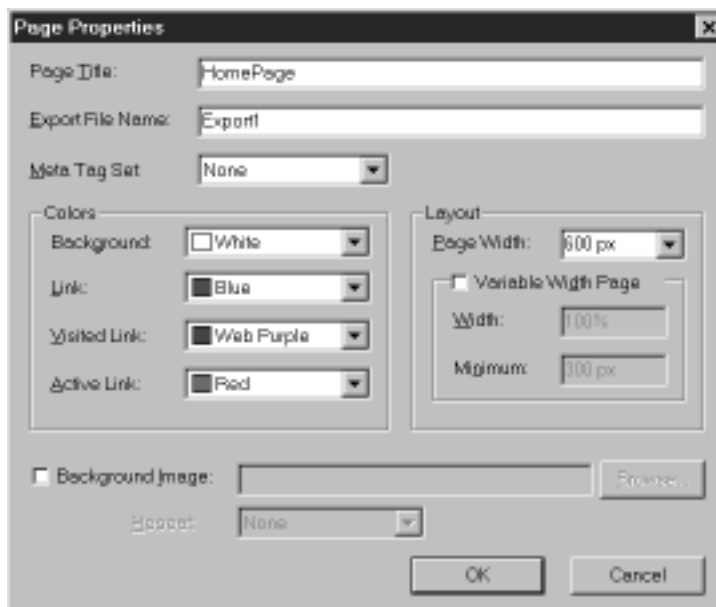 Page Properties
Page Title: HomePage
Export File Name: Export1
Meta Tag Set None
Colors
Background: White
Link: Blue
Visited Link: Web Purple
Active Link: Red
Layout
Page Width: 600 px
Variable Width Page
Width: 100%
Minimum: 300 px
Background Image: Browse...
Repeat: None
OK Cancel